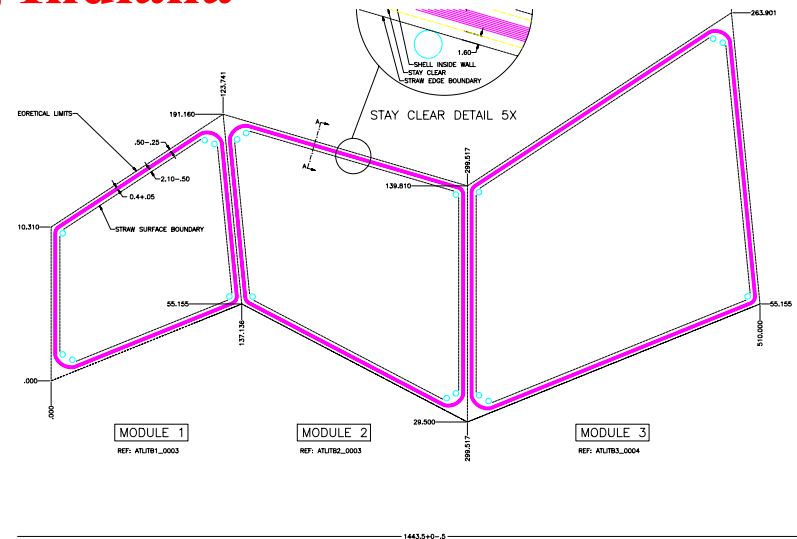 Indiana
263.901
1.60
SHELL INSIDE WALL
STAY CLEAR
STRAW EDGE BOUNDARY
123.741
191.160
EORETICAL LIMITS
STAY CLEAR DETAIL 5X
A
.50-.25
A
2.10-.50
299.517
139.810
0.4+.05
10.310
STRAW SURFACE BOUNDARY
55.155
55.155
137.136
510.000
.000
.000
29.500
299.517
MODULE 1
MODULE 2
MODULE 3
REF: ATLITB1_0003
REF: ATLITB2_0003
REF: ATLITB3_0004
1443.5+0-.5